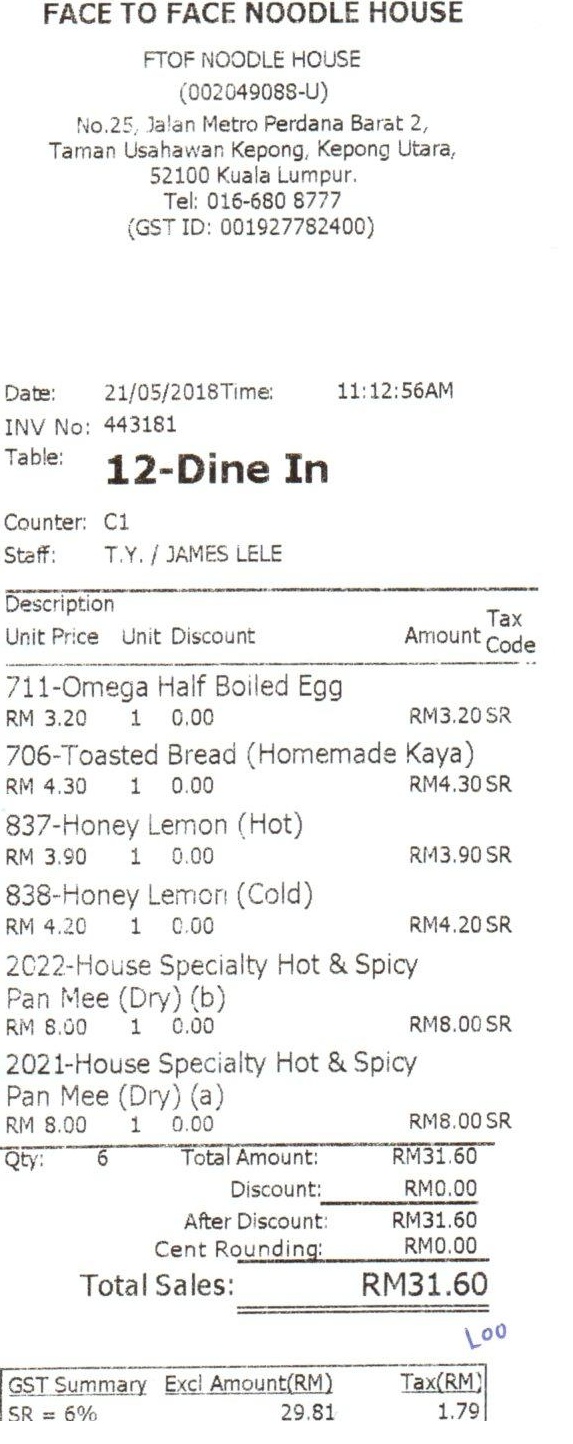 FACE TO FACE NOODLE HOUSE
FTOF NOODLE HOUSE
(002049088-U)
No.25, Jalan Metro Perdana Barat 2,
Taman Usahawan Kepong, Kepong Utara,
52100 Kuala Lumpur.
Tel: 016-680 8777
(GST ID: 001927782400)
Date: 21/05/2018Time: 11:12:56AM
INV No: 443181
Table: 12-Dine In
Counter: C1
Staff: T.Y. / JAMES LELE
Description
Unit Price Unit Discount Amount Tax Code
711-Omega Half Boiled Egg
RM 3.20 1 0.00 RM3.20 SR
706-Toasted Bread (Homemade Kaya)
RM 4.30 1 0.00 RM4.30 SR
837-Honey Lemon (Hot)
RM 3.90 1 0.00 RM3.90 SR
838-Honey Lemon (Cold)
RM 4.20 1 0.00 RM4.20 SR
2022-House Specialty Hot & Spicy
Pan Mee (Dry) (b)
RM 8.00 1 0.00 RM8.00 SR
2021-House Specialty Hot & Spicy
Pan Mee (Dry) (a)
RM 8.00 1 0.00 RM8.00 SR
Qty: 6 Total Amount: RM31.60
Discount: RM0.00
After Discount: RM31.60
Cent Rounding: RM0.00
Total Sales: RM31.60
LOO
GST Summary Excl Amount(RM) Tax(RM)
SR = 6% 29.81 1.79